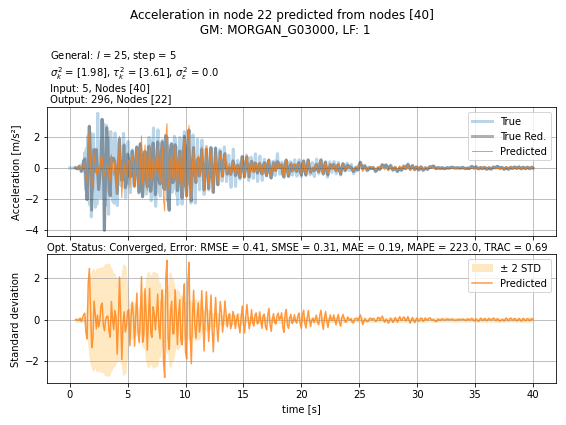 Acceleration in node 22 predicted from nodes [40]
GM: MORGAN_G03000, LF: 1
General: l = 25, step = 5
σ²ₖ = [1.98], τ²ₖ = [3.61], σ²ε = 0.0
Input: 5, Nodes [40]
Output: 296, Nodes [22]
True
True Red.
Predicted
Acceleration [m/s²]
2
0
−2
−4
Opt. Status: Converged, Error: RMSE = 0.41, SMSE = 0.31, MAE = 0.19, MAPE = 223.0, TRAC = 0.69
± 2 STD
Predicted
Standard deviation
2
0
−2
0 5 10 15 20 25 30 35 40
time [s]